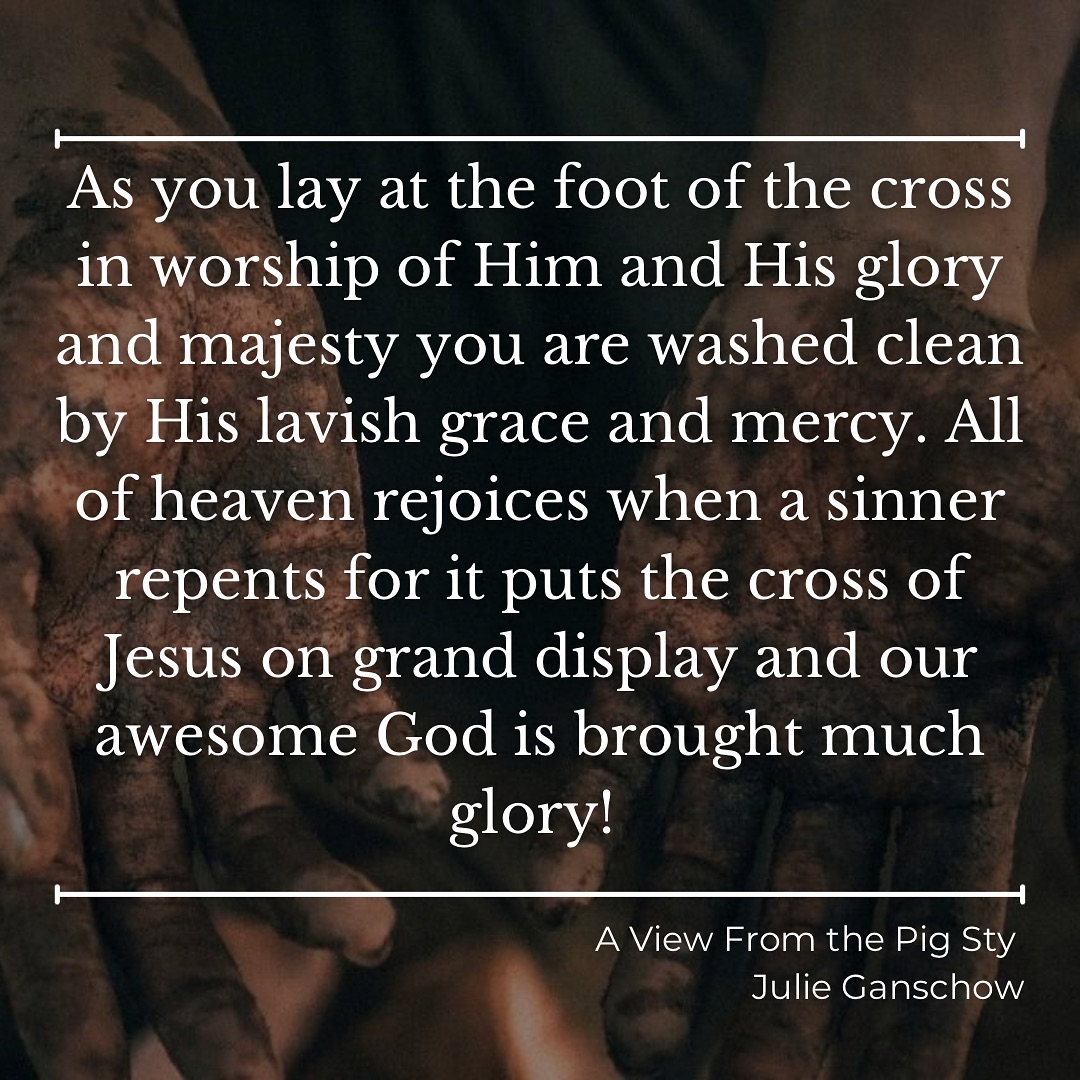 As you lay at the foot of the cross
in worship of Him and His glory
and majesty you are washed clean
by His lavish grace and mercy. All
of heaven rejoices when a sinner
repents for it puts the cross of
Jesus on grand display and our
awesome God is brought much
glory!
A View From the Pig Sty
Julie Ganschow